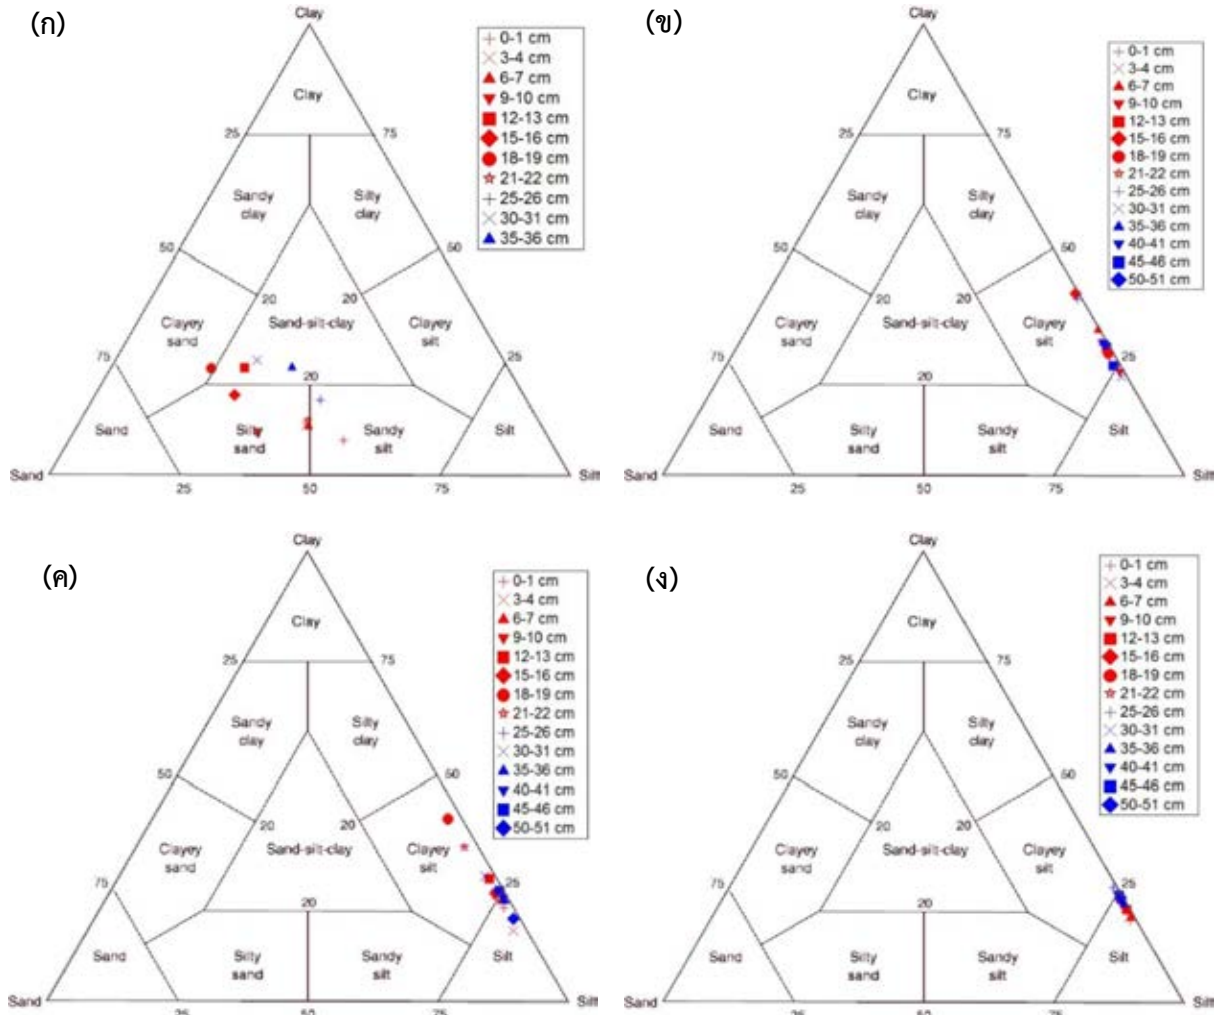 (ก)
Clay
0-1 cm
3-4 cm
6-7 cm
9-10 cm
12-13 cm
15-16 cm
18-19 cm
21-22 cm
25-26 cm
30-31 cm
35-36 cm
Clay
25
75
Sandy
clay
Silty
clay
50
50
20
20
Clayey
sand
Sand-silt-clay
Clayey
silt
75
25
20
Sand
Silty
sand
Sandy
silt
Silt
Sand
Silt
25
50
75
(ข)
Clay
0-1 cm
3-4 cm
6-7 cm
9-10 cm
12-13 cm
15-16 cm
18-19 cm
21-22 cm
25-26 cm
30-31 cm
35-36 cm
40-41 cm
45-46 cm
50-51 cm
Clay
25
75
Sandy
clay
Silty
clay
50
50
20
20
Clayey
sand
Sand-silt-clay
Clayey
silt
75
25
20
Sand
Silty
sand
Sandy
silt
Silt
Sand
Silt
25
50
75
(ค)
Clay
0-1 cm
3-4 cm
6-7 cm
9-10 cm
12-13 cm
15-16 cm
18-19 cm
21-22 cm
25-26 cm
30-31 cm
35-36 cm
40-41 cm
45-46 cm
50-51 cm
Clay
25
75
Sandy
clay
Silty
clay
50
50
20
20
Clayey
sand
Sand-silt-clay
Clayey
silt
75
25
20
Sand
Silty
sand
Sandy
silt
Silt
Sand
Silt
25
50
75
(ง)
Clay
0-1 cm
3-4 cm
6-7 cm
9-10 cm
12-13 cm
15-16 cm
18-19 cm
21-22 cm
25-26 cm
30-31 cm
35-36 cm
40-41 cm
45-46 cm
50-51 cm
Clay
25
75
Sandy
clay
Silty
clay
50
50
20
20
Clayey
sand
Sand-silt-clay
Clayey
silt
75
25
20
Sand
Silty
sand
Sandy
silt
Silt
Sand
Silt
25
50
75